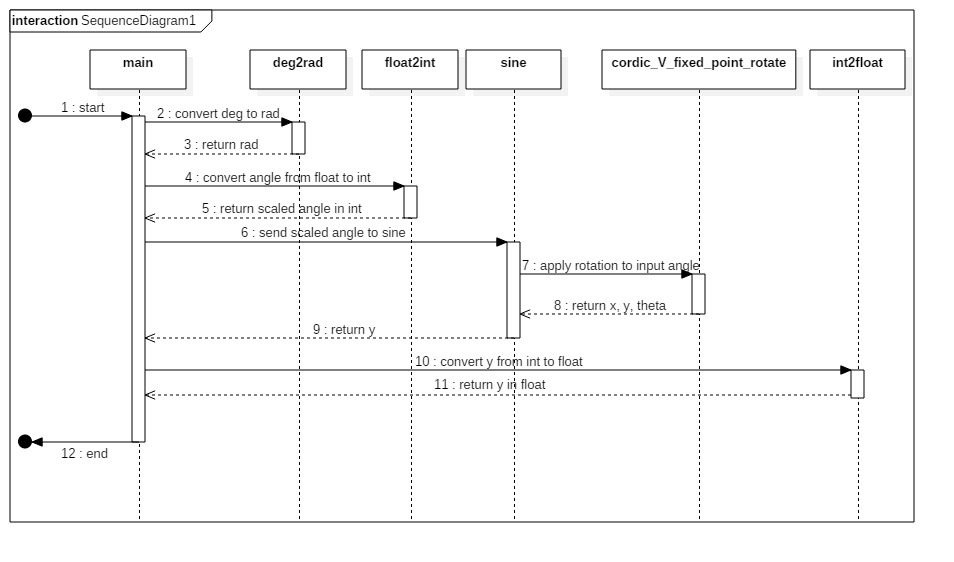 interaction SequenceDiagram1
main
deg2rad
float2int
sine
cordic_V_fixed_point_rotate
int2float
1 : start
2 : convert deg to rad
3 : return rad
4 : convert angle from float to int
5 : return scaled angle in int
6 : send scaled angle to sine
7 : apply rotation to input angle
8 : return x, y, theta
9 : return y
10 : convert y from int to float
11 : return y in float
12 : end